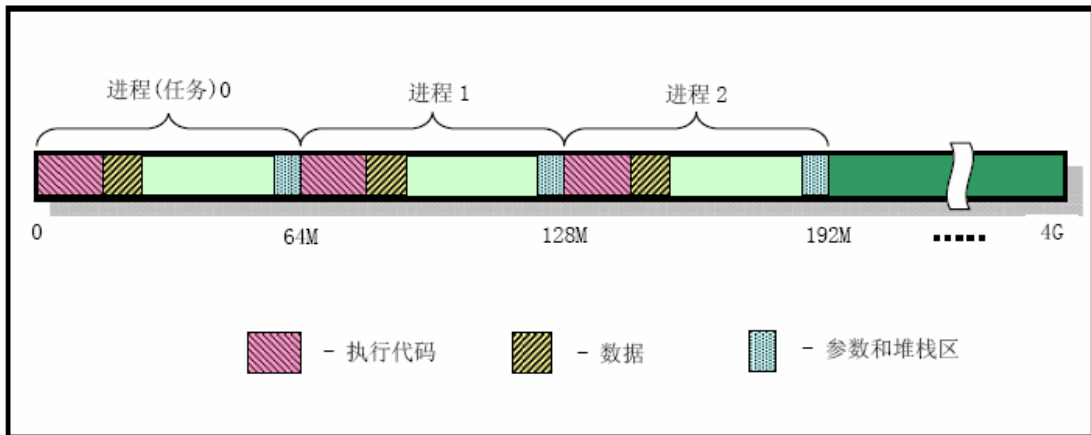 进程(任务)0
进程 1
进程 2
0
64M
128M
192M
......
4G
- 执行代码
- 数据
- 参数和堆栈区